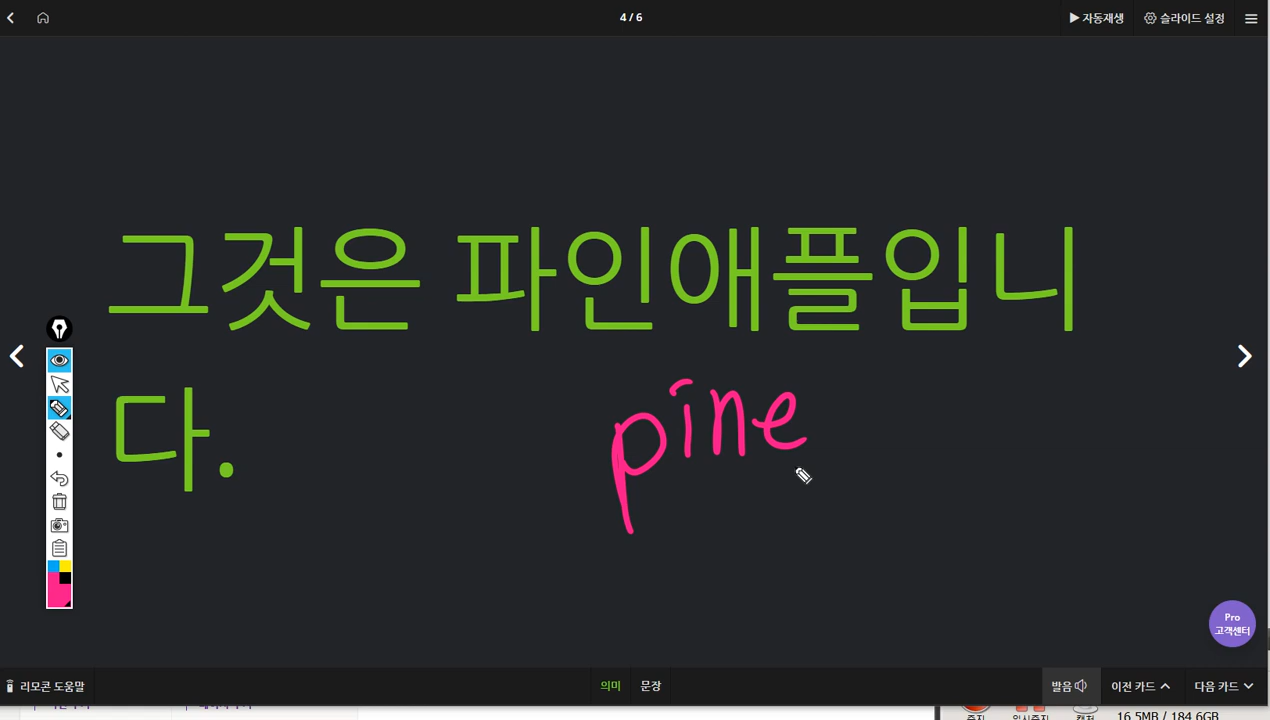 4 / 6
자동재생
슬라이드 설정
그것은 파인애플입니
다.
pine
Pro
고객센터
리모콘 도움말
의미
문장
발음
이전 카드
다음 카드
16.5MB / 184.6GB